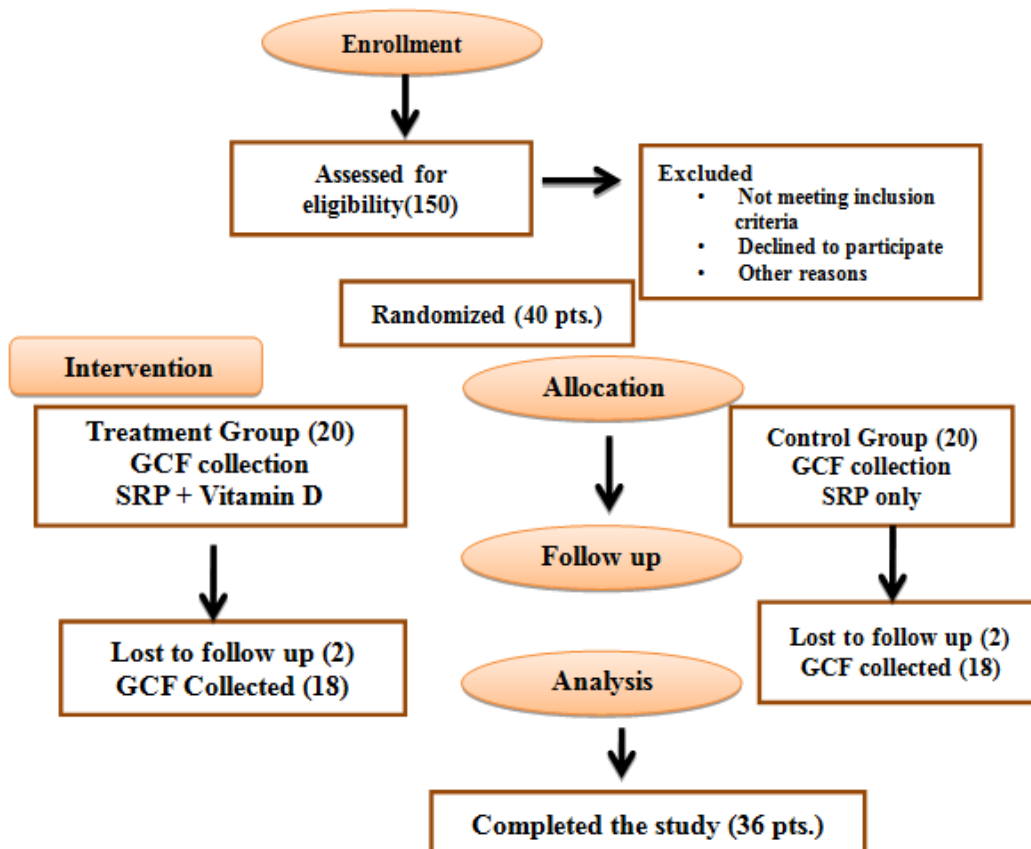 Enrollment
Assessed for
eligibility(150)
Excluded
• Not meeting inclusion
criteria
• Declined to participate
• Other reasons
Randomized (40 pts.)
Intervention
Allocation
Treatment Group (20)
GCF collection
SRP + Vitamin D
Control Group (20)
GCF collection
SRP only
Follow up
Lost to follow up (2)
GCF Collected (18)
Lost to follow up (2)
GCF collected (18)
Analysis
Completed the study (36 pts.)